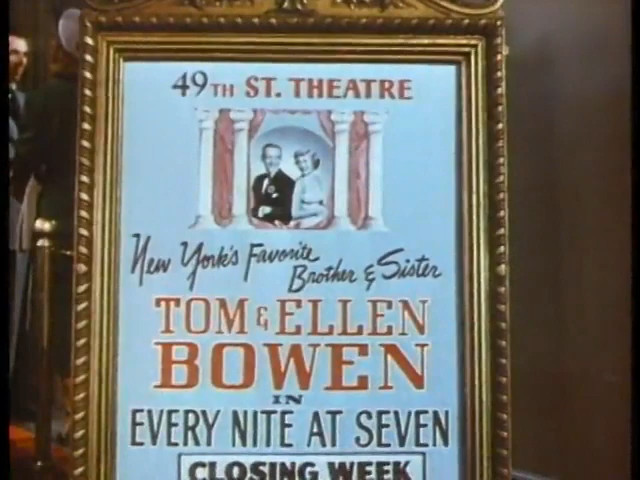 49TH ST. THEATRE
New York's Favorite
Brother & Sister
TOM & ELLEN
BOWEN
IN
EVERY NITE AT SEVEN
CLOSING WEEK